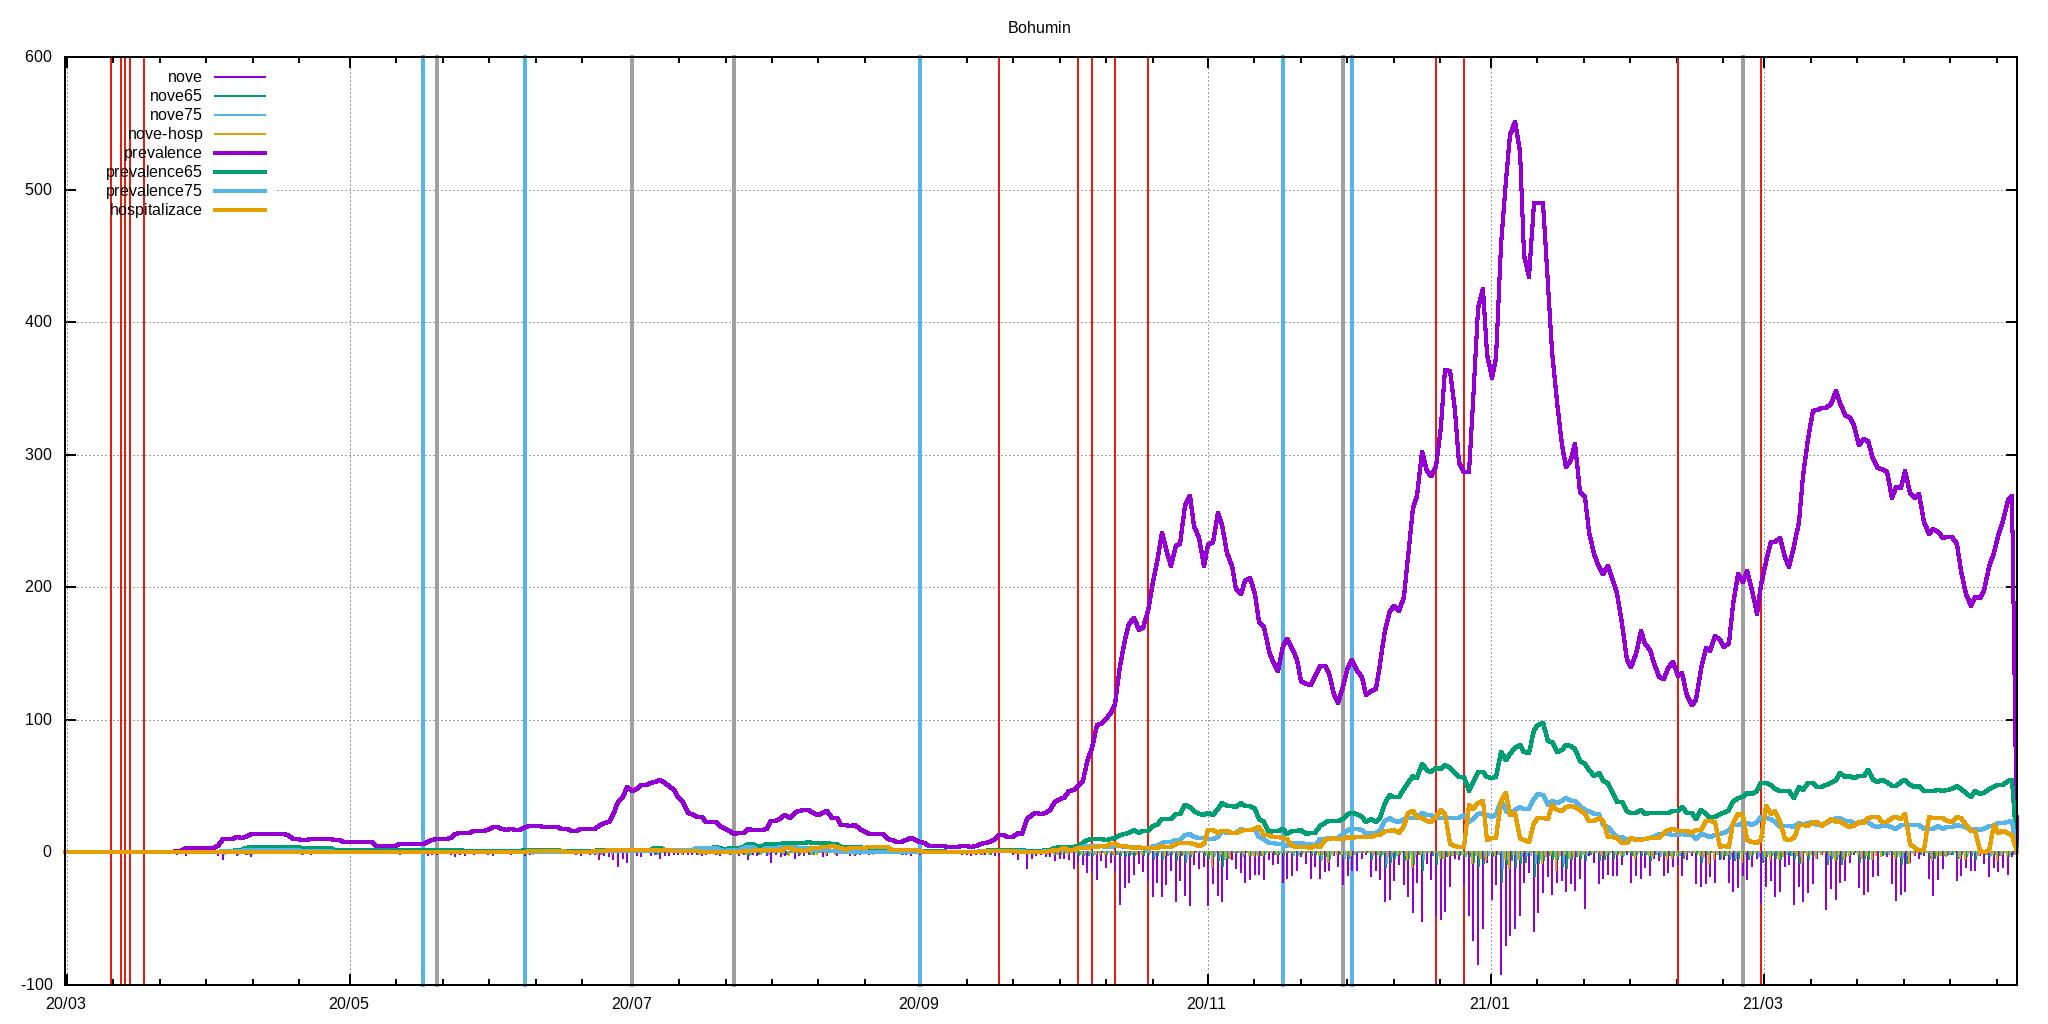 Bohumin
600
500
400
300
200
100
0
-100
nove
nove65
nove75
nove-hosp
prevalence
prevalence65
prevalence75
hospitalizace
20/03 20/05 20/07 20/09 20/11 21/01 21/03